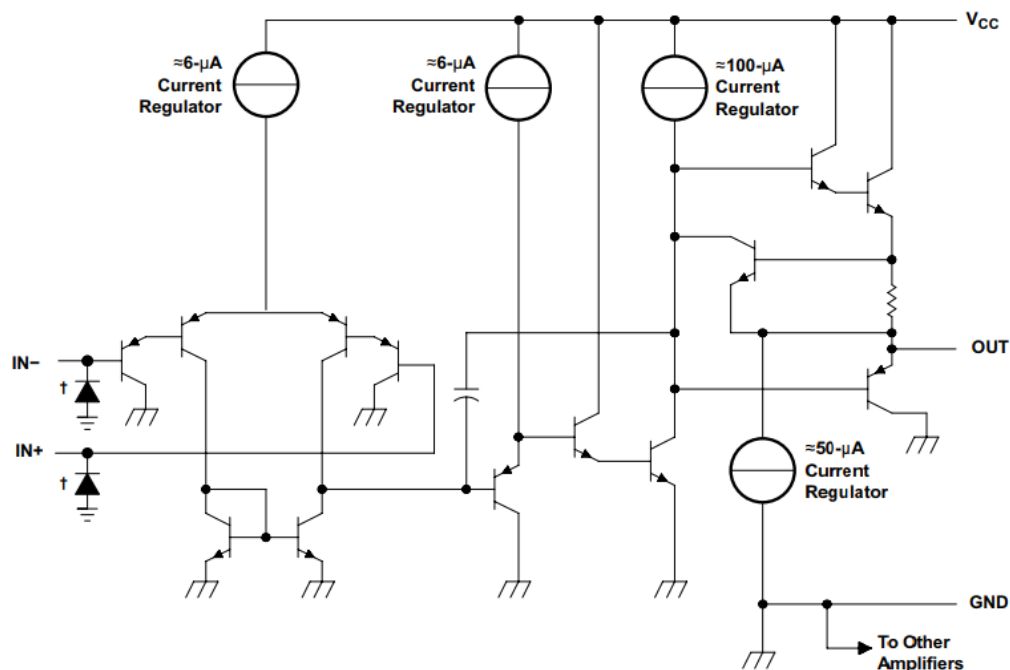 V_CC
≈6-µA
Current
Regulator
≈6-µA
Current
Regulator
≈100-µA
Current
Regulator
IN−
†
OUT
IN+
†
≈50-µA
Current
Regulator
GND
To Other
Amplifiers